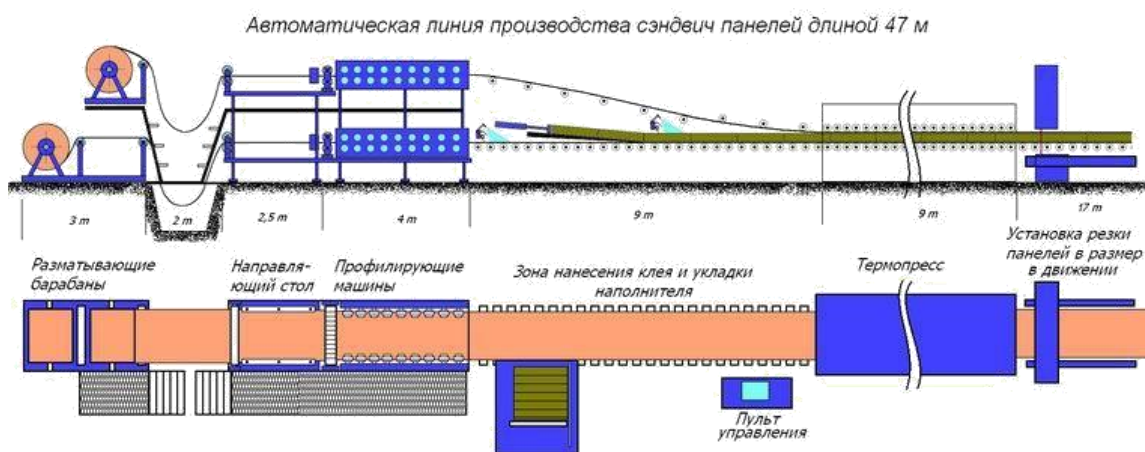 Автоматическая линия производства сэндвич панелей длиной 47 м
3 m
2 m
2,5 m
4 m
9 m
9 m
17 m
Разматывающие
барабаны
Направля-
ющий стол
Профилирующие
машины
Зона нанесения клея и укладки
наполнителя
Термопресс
Установка резки
панелей в размер
в движении
Пульт
управления